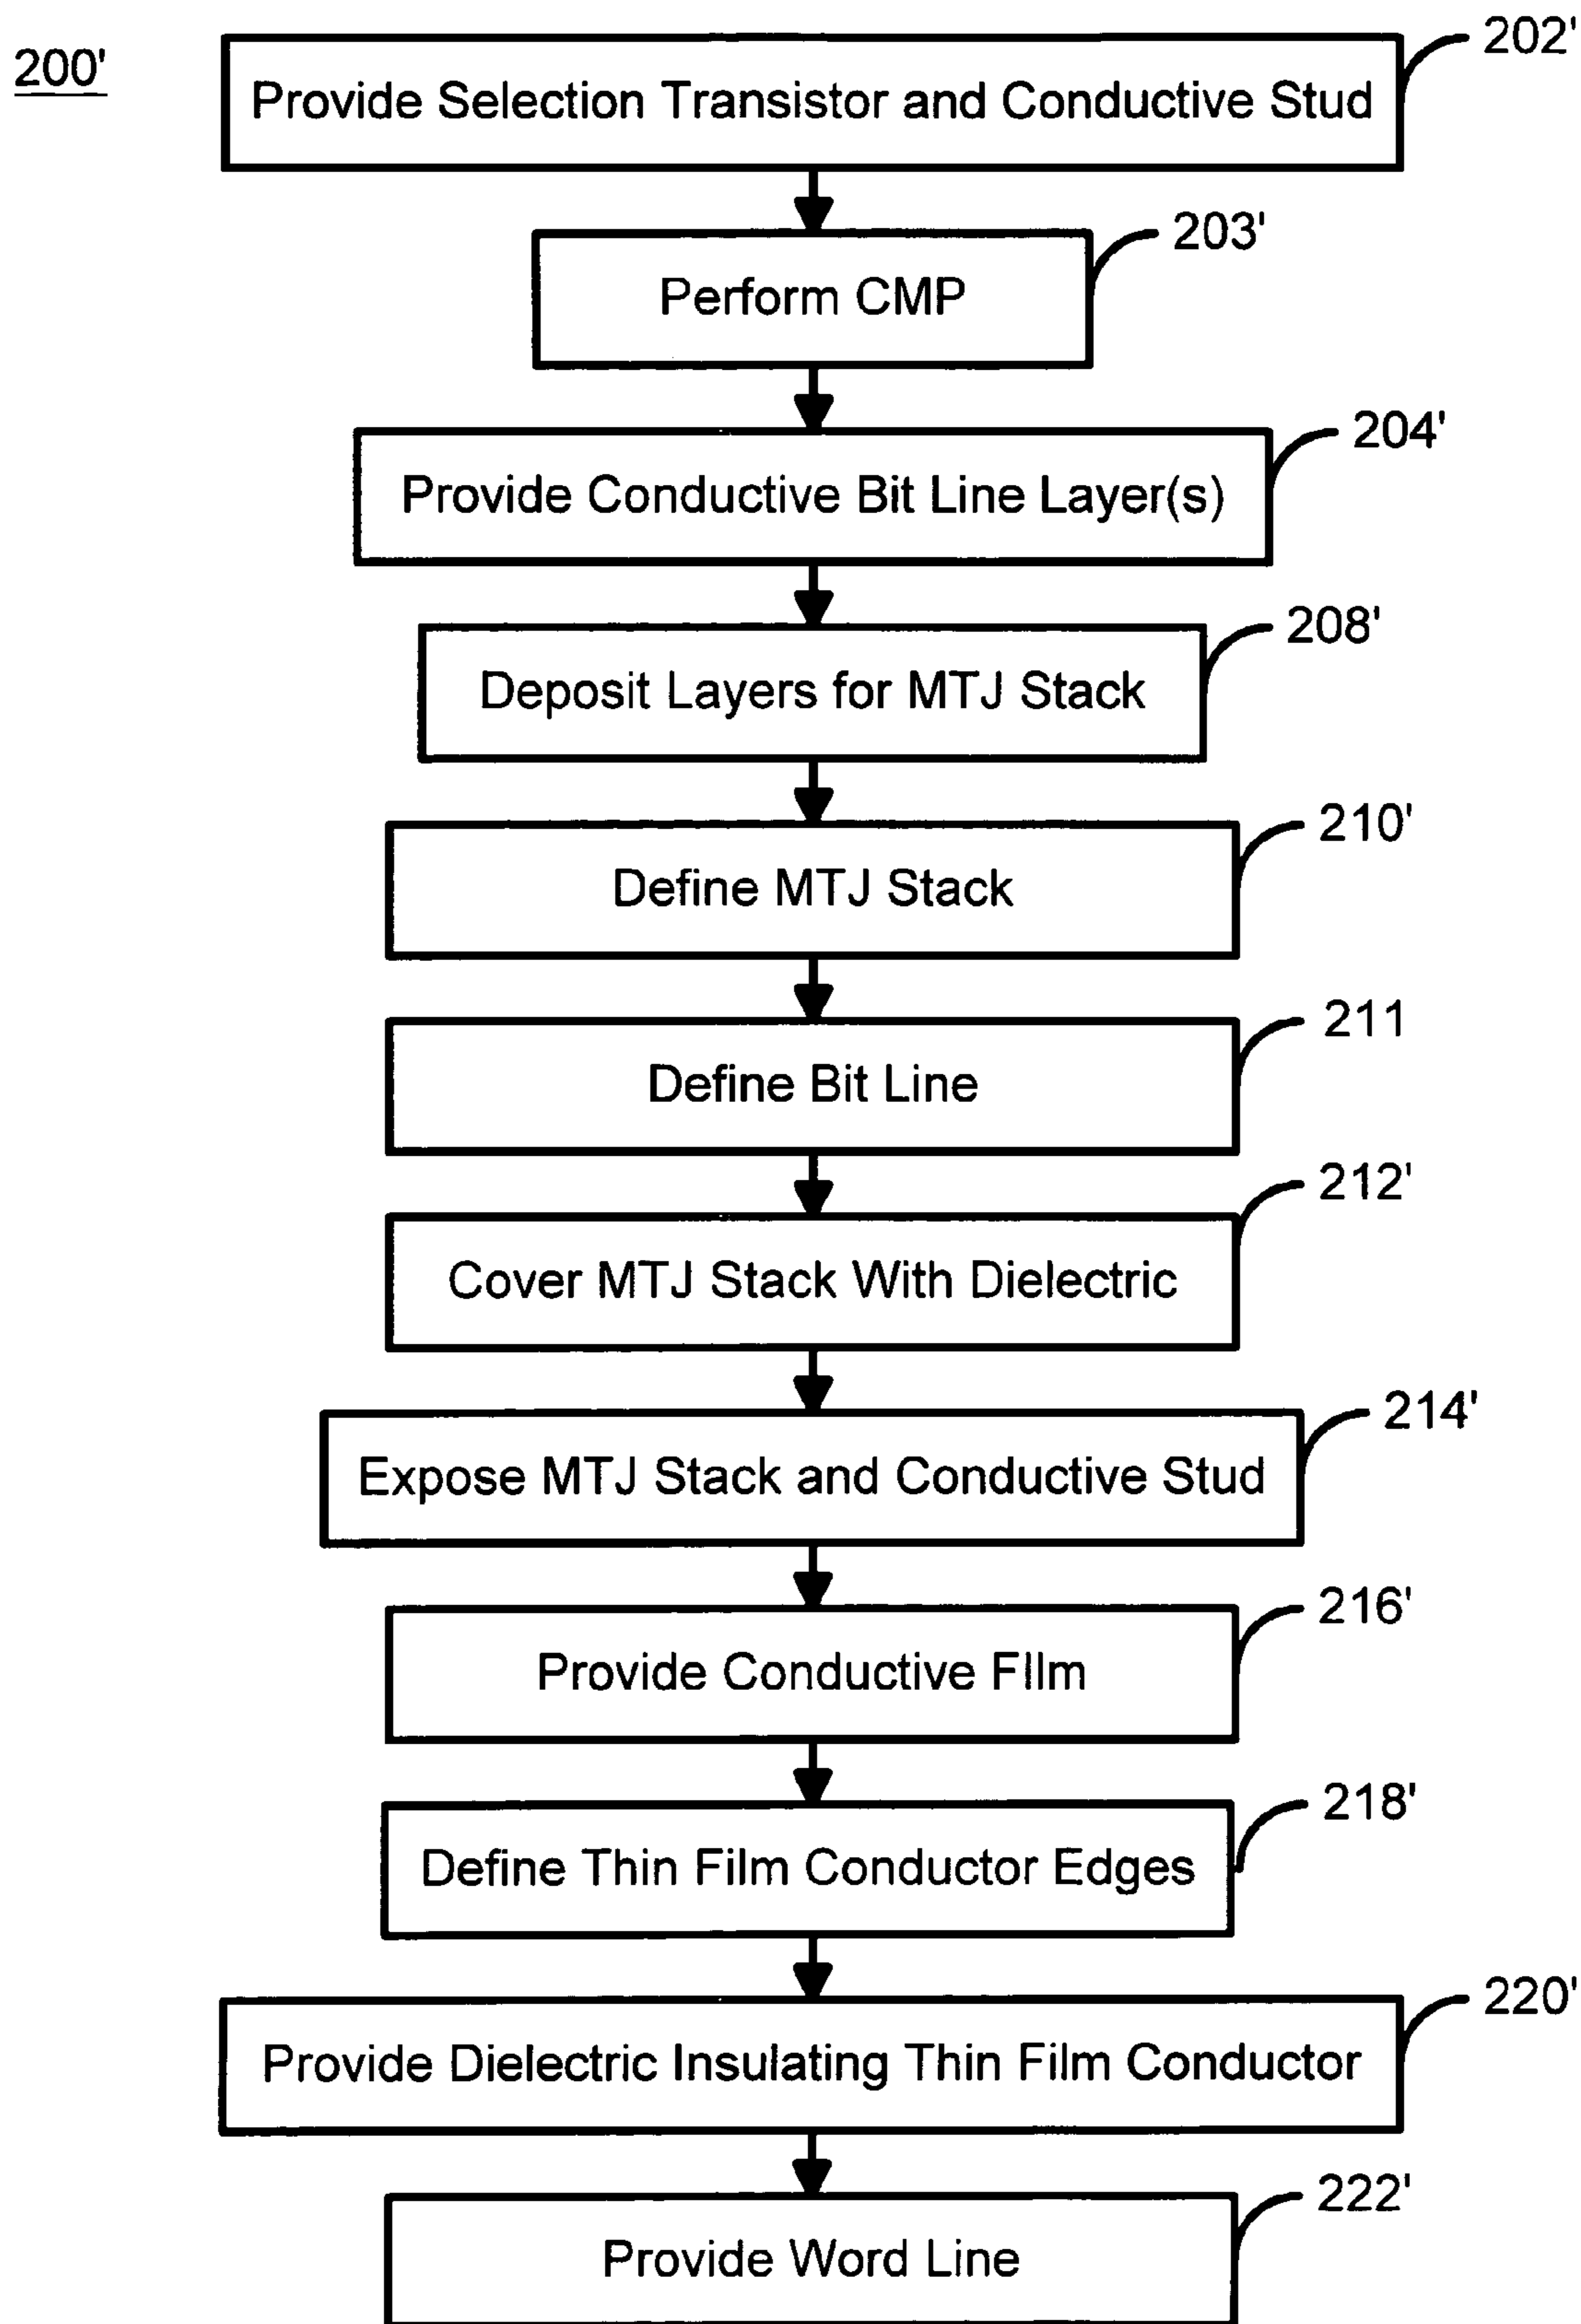 200'
202'
Provide Selection Transistor and Conductive Stud
203'
Perform CMP
204'
Provide Conductive Bit Line Layer(s)
208'
Deposit Layers for MTJ Stack
210'
Define MTJ Stack
211
Define Bit Line
212'
Cover MTJ Stack With Dielectric
214'
Expose MTJ Stack and Conductive Stud
216'
Provide Conductive FIlm
218'
Define Thin Film Conductor Edges
220'
Provide Dielectric Insulating Thin Film Conductor
222'
Provide Word Line